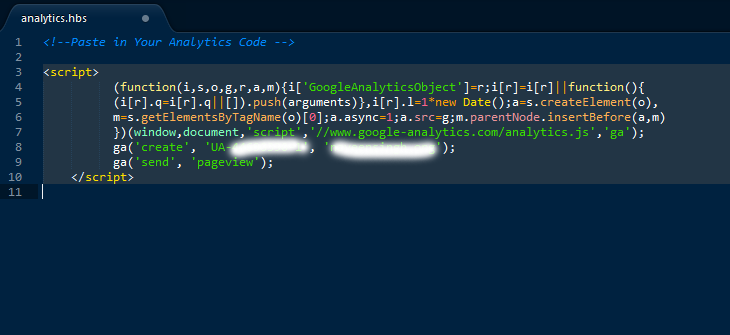 analytics.hbs
1 <!--Paste in Your Analytics Code -->
2
3 <script>
4 (function(i,s,o,g,r,a,m){i['GoogleAnalyticsObject']=r;i[r]=i[r]||function(){
5 (i[r].q=i[r].q||[]).push(arguments)},i[r].l=1*new Date();a=s.createElement(o),
6 m=s.getElementsByTagName(o)[0];a.async=1;a.src=g;m.parentNode.insertBefore(a,m)
7 })(window,document,'script','//www.google-analytics.com/analytics.js','ga');
8 ga('create', 'UA- , ' ');
9 ga('send', 'pageview');
10 </script>
11